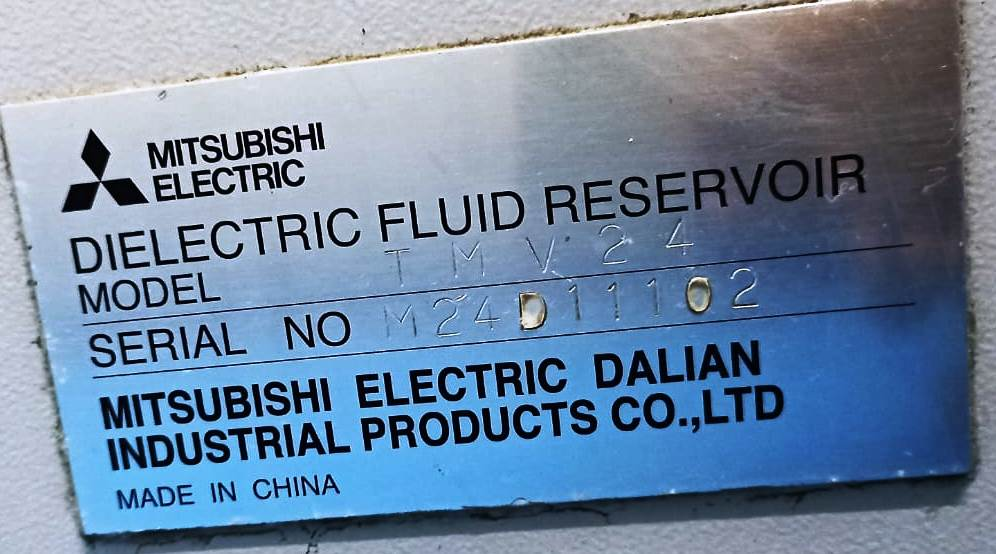 MITSUBISHI
ELECTRIC
DIELECTRIC FLUID RESERVOIR
MODEL TMV24
SERIAL NO M24D11102
MITSUBISHI ELECTRIC DALIAN
INDUSTRIAL PRODUCTS CO.,LTD
MADE IN CHINA